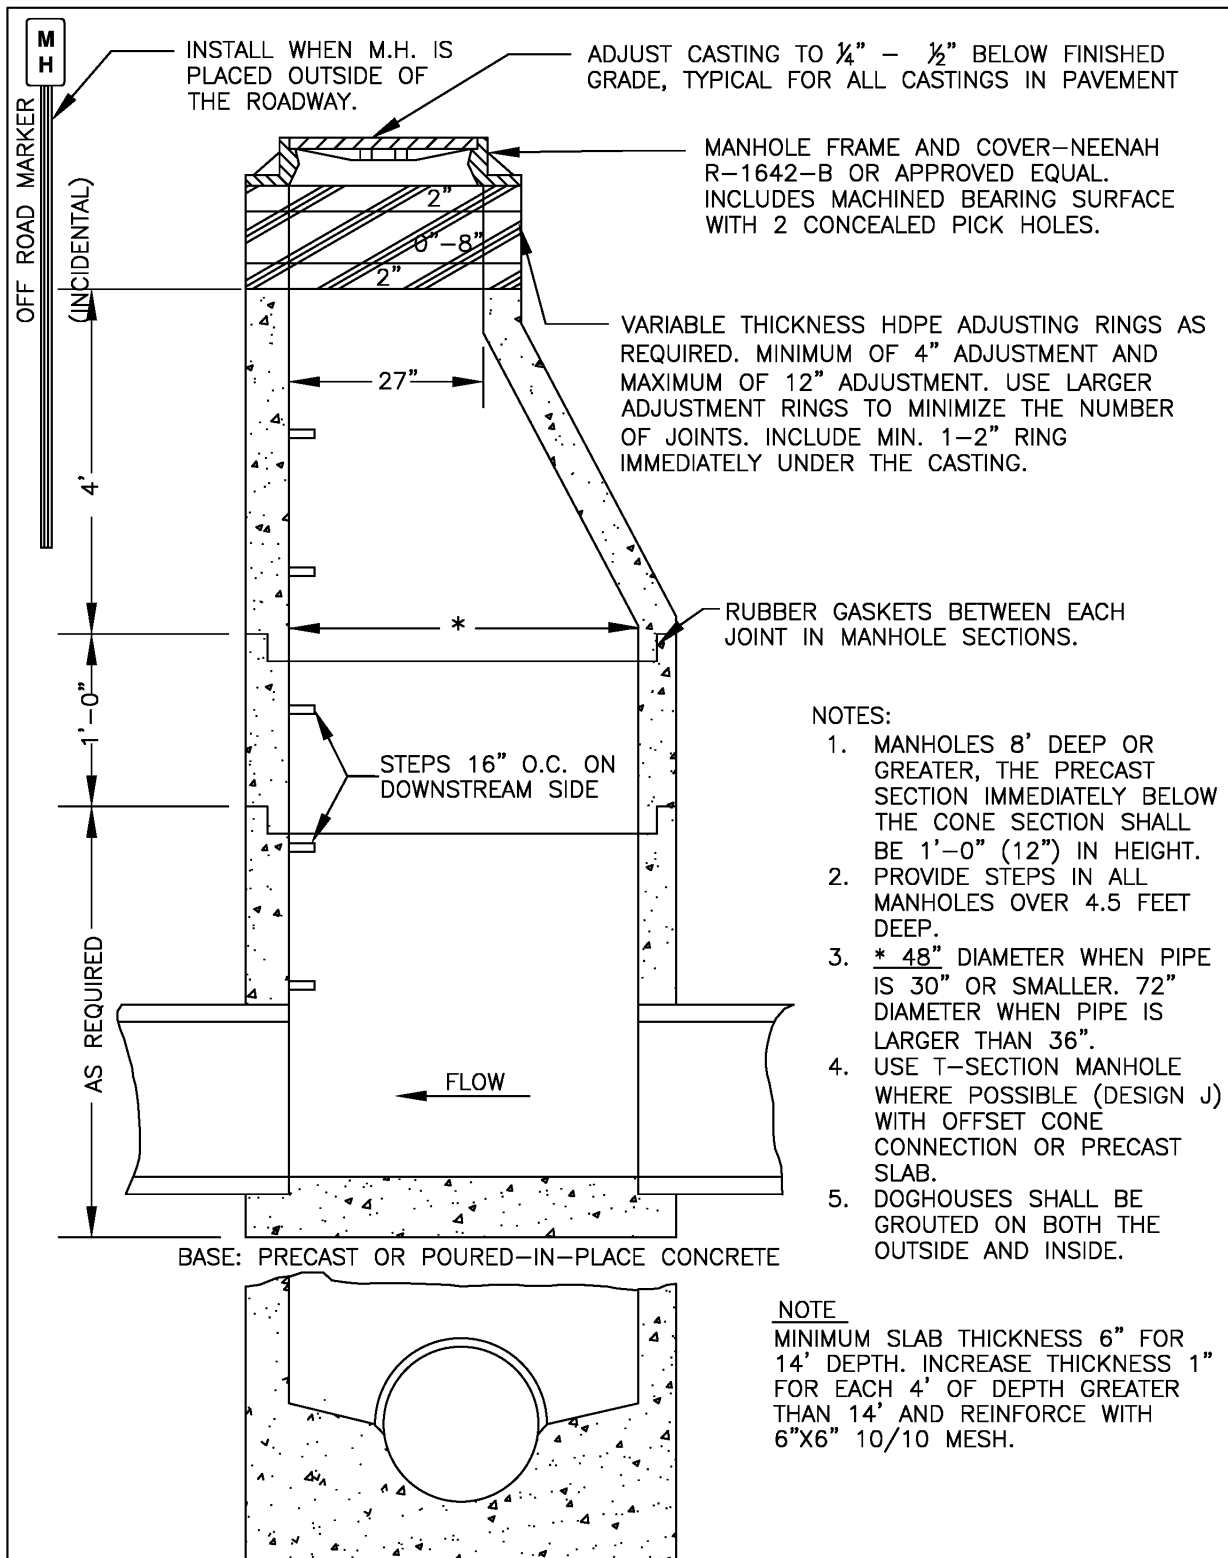 M
H
OFF ROAD MARKER
(INCIDENTAL)
INSTALL WHEN M.H. IS
PLACED OUTSIDE OF
THE ROADWAY.
ADJUST CASTING TO ¼" – ½" BELOW FINISHED
GRADE, TYPICAL FOR ALL CASTINGS IN PAVEMENT
MANHOLE FRAME AND COVER–NEENAH
R–1642–B OR APPROVED EQUAL.
INCLUDES MACHINED BEARING SURFACE
WITH 2 CONCEALED PICK HOLES.
2"
0"–8"
2"
VARIABLE THICKNESS HDPE ADJUSTING RINGS AS
REQUIRED. MINIMUM OF 4" ADJUSTMENT AND
MAXIMUM OF 12" ADJUSTMENT. USE LARGER
ADJUSTMENT RINGS TO MINIMIZE THE NUMBER
OF JOINTS. INCLUDE MIN. 1–2" RING
IMMEDIATELY UNDER THE CASTING.
27"
4'
*
RUBBER GASKETS BETWEEN EACH
JOINT IN MANHOLE SECTIONS.
1'–0"
STEPS 16" O.C. ON
DOWNSTREAM SIDE
AS REQUIRED
FLOW
BASE: PRECAST OR POURED–IN–PLACE CONCRETE
NOTES:
1. MANHOLES 8' DEEP OR
GREATER, THE PRECAST
SECTION IMMEDIATELY BELOW
THE CONE SECTION SHALL
BE 1'–0" (12") IN HEIGHT.
2. PROVIDE STEPS IN ALL
MANHOLES OVER 4.5 FEET
DEEP.
3. * 48" DIAMETER WHEN PIPE
IS 30" OR SMALLER. 72"
DIAMETER WHEN PIPE IS
LARGER THAN 36".
4. USE T–SECTION MANHOLE
WHERE POSSIBLE (DESIGN J)
WITH OFFSET CONE
CONNECTION OR PRECAST
SLAB.
5. DOGHOUSES SHALL BE
GROUTED ON BOTH THE
OUTSIDE AND INSIDE.
NOTE
MINIMUM SLAB THICKNESS 6" FOR
14' DEPTH. INCREASE THICKNESS 1"
FOR EACH 4' OF DEPTH GREATER
THAN 14' AND REINFORCE WITH
6"X6" 10/10 MESH.